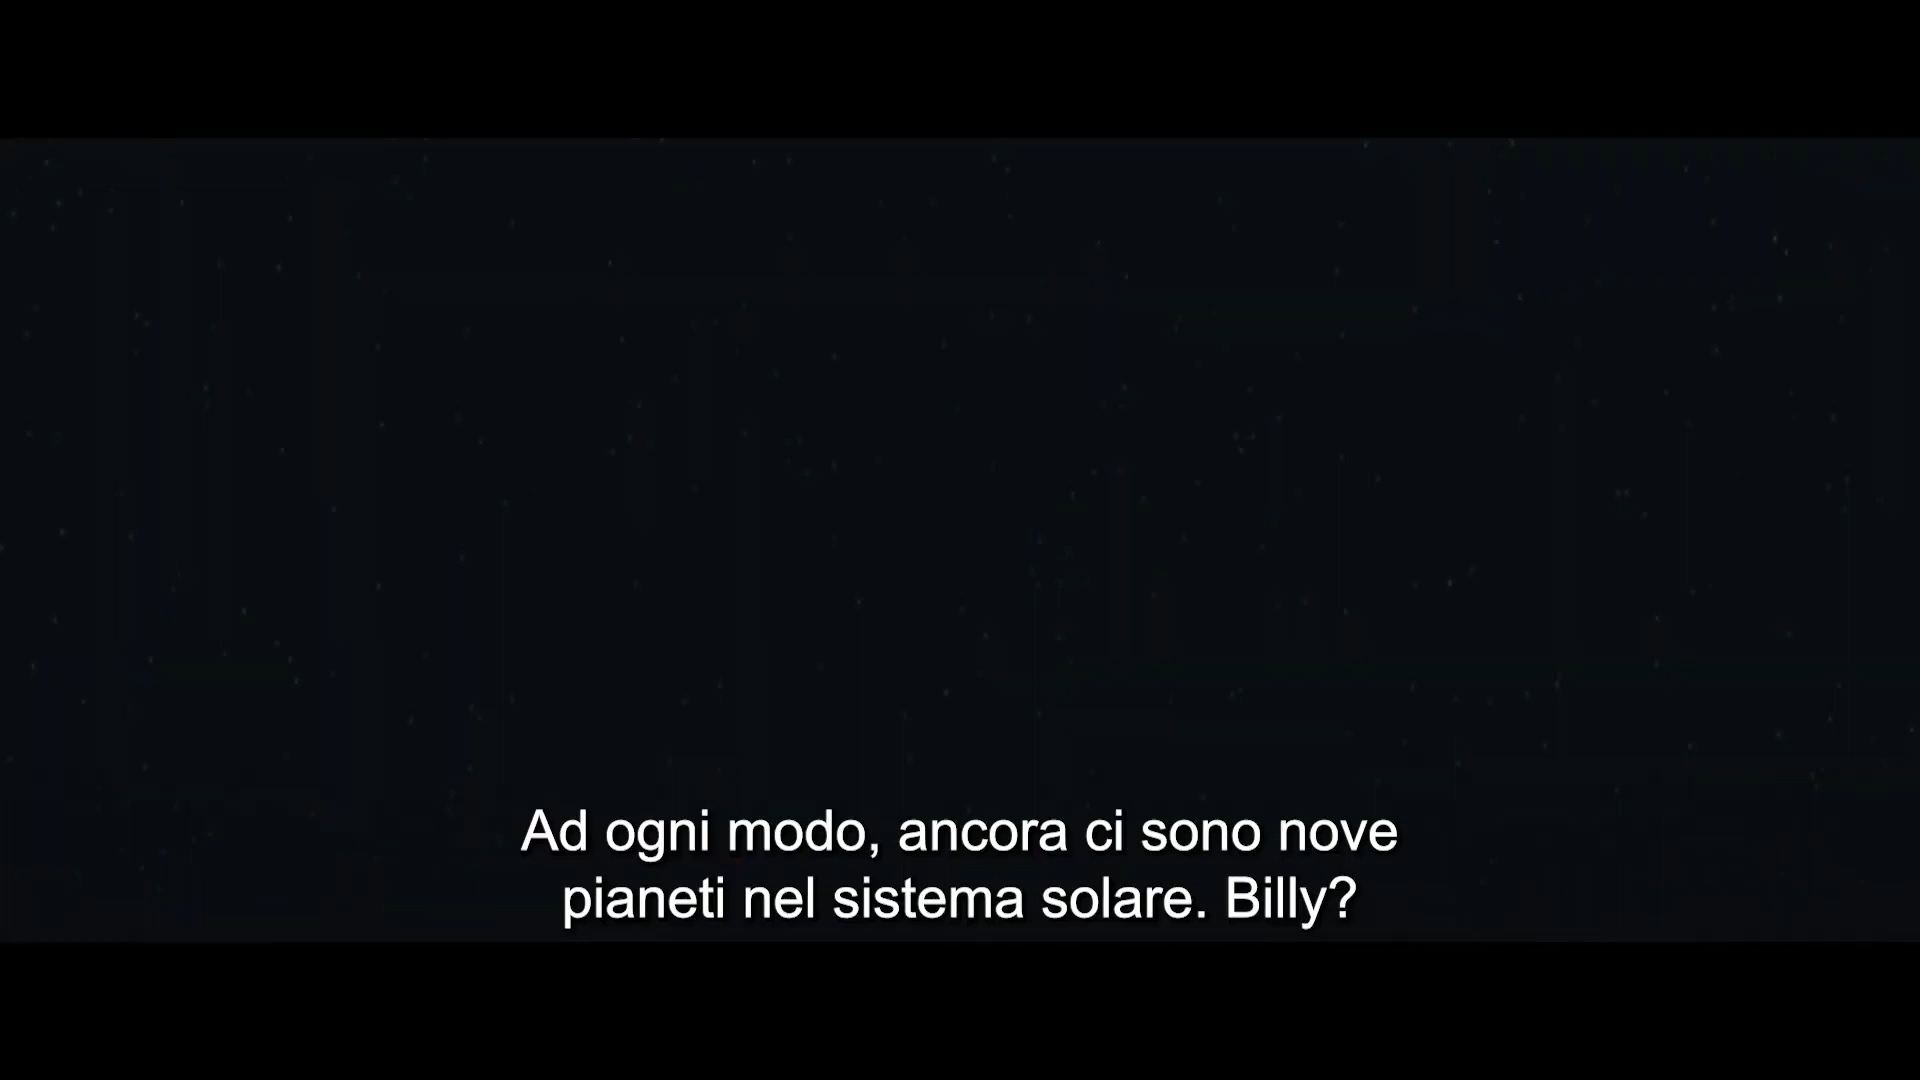 Ad ogni modo, ancora ci sono nove
pianeti nel sistema solare. Billy?